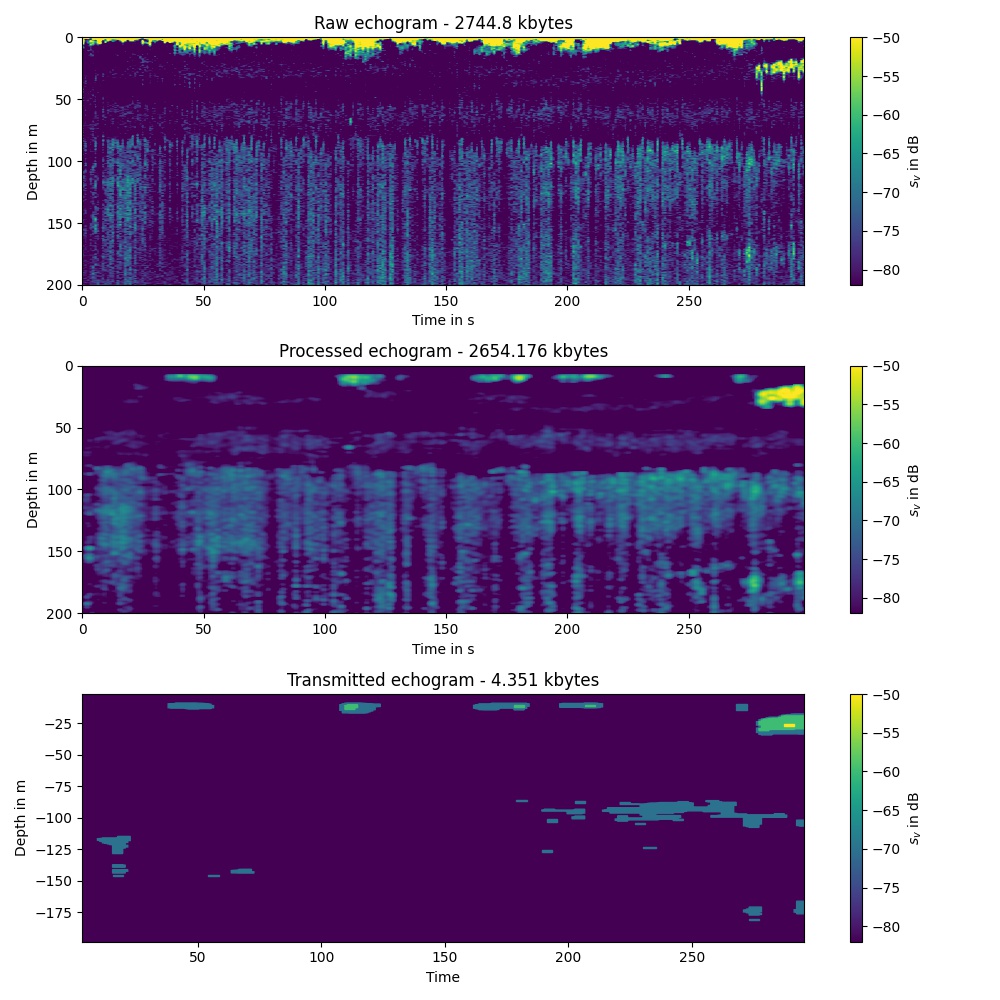 Raw echogram - 2744.8 kbytes
0
50
100
150
200
Depth in m
0 50 100 150 200 250
Time in s
−50
−55
−60
−65
−70
−75
−80
sv in dB
Processed echogram - 2654.176 kbytes
0
50
100
150
200
Depth in m
0 50 100 150 200 250
Time in s
−50
−55
−60
−65
−70
−75
−80
sv in dB
Transmitted echogram - 4.351 kbytes
−25
−50
−75
−100
−125
−150
−175
Depth in m
50 100 150 200 250
Time
−50
−55
−60
−65
−70
−75
−80
sv in dB